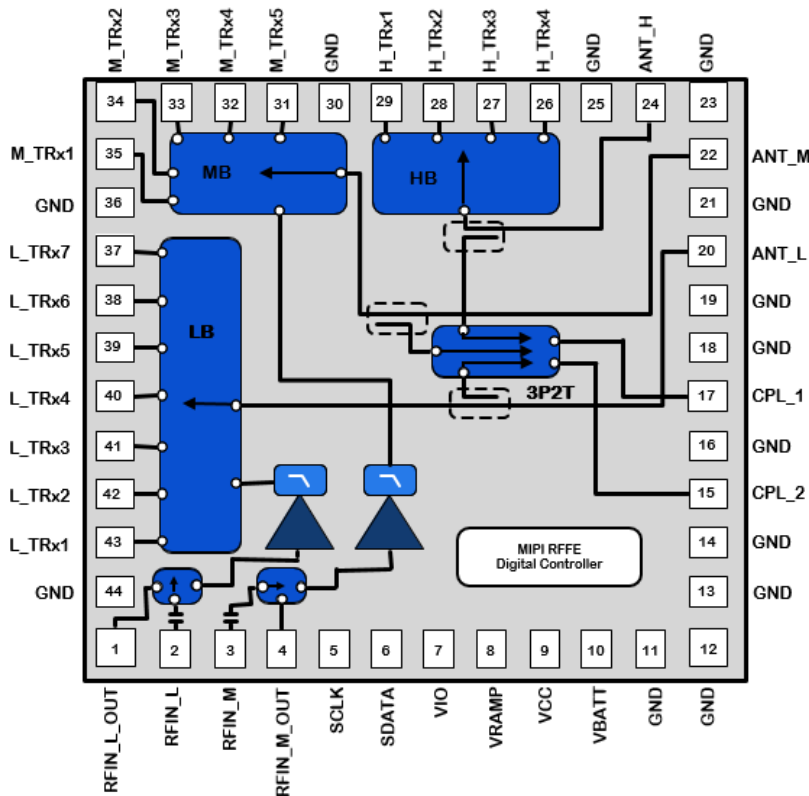 M_TRx2
M_TRx3
M_TRx4
M_TRx5
GND
H_TRx1
H_TRx2
H_TRx3
H_TRx4
GND
ANT_H
GND
34
33
32
31
30
29
28
27
26
25
24
23
M_TRx1
35
MB
HB
22
ANT_M
GND
36
21
GND
L_TRx7
37
20
ANT_L
L_TRx6
38
19
GND
LB
L_TRx5
39
18
GND
L_TRx4
40
3P2T
17
CPL_1
L_TRx3
41
16
GND
L_TRx2
42
15
CPL_2
L_TRx1
43
MIPI RFFE
Digital Controller
14
GND
GND
44
13
GND
1
2
3
4
5
6
7
8
9
10
11
12
RFIN_L_OUT
RFIN_L
RFIN_M
RFIN_M_OUT
SCLK
SDATA
VIO
VRAMP
VCC
VBATT
GND
GND